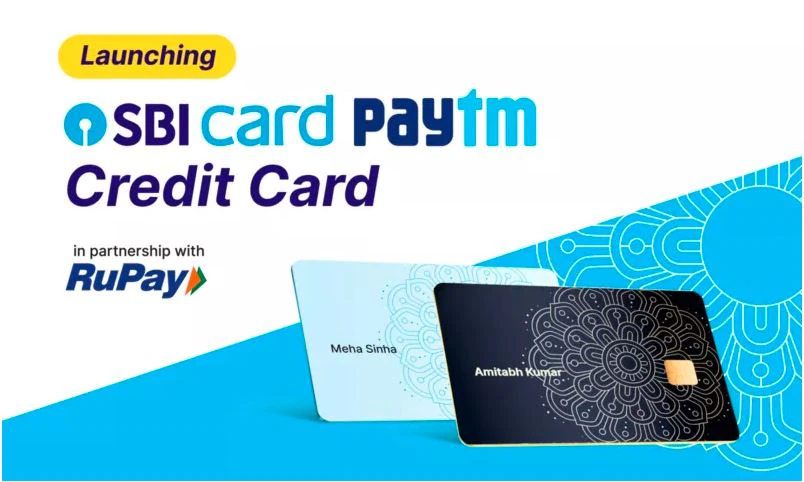 Launching
SBI card paytm
Credit Card
in partnership with
RuPay
Meha Sinha
Amitabh Kumar